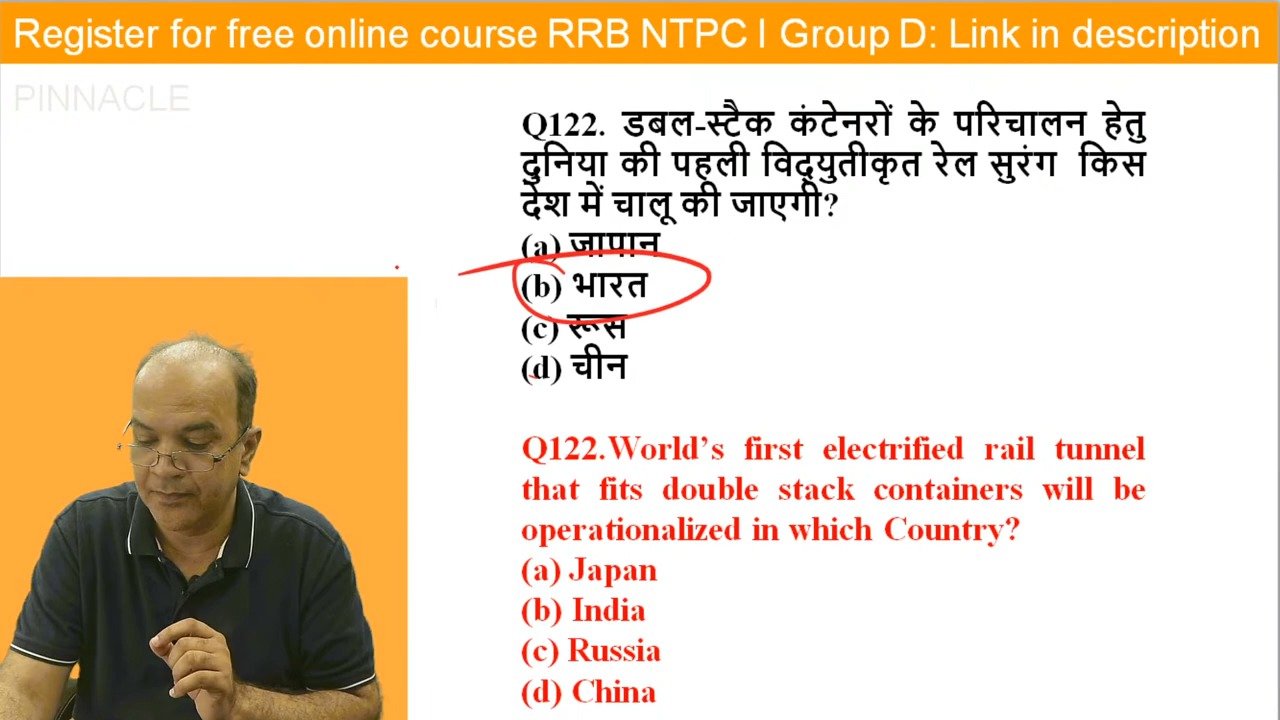 Register for free online course RRB NTPC I Group D: Link in description
PINNACLE
Q122. डबल-स्टैक कंटेनरों के परिचालन हेतु
दुनिया की पहली विद्युतीकृत रेल सुरंग किस
देश में चालू की जाएगी?
(a) जापान
(b) भारत
(c) रूस
(d) चीन
Q122.World’s first electrified rail tunnel
that fits double stack containers will be
operationalized in which Country?
(a) Japan
(b) India
(c) Russia
(d) China